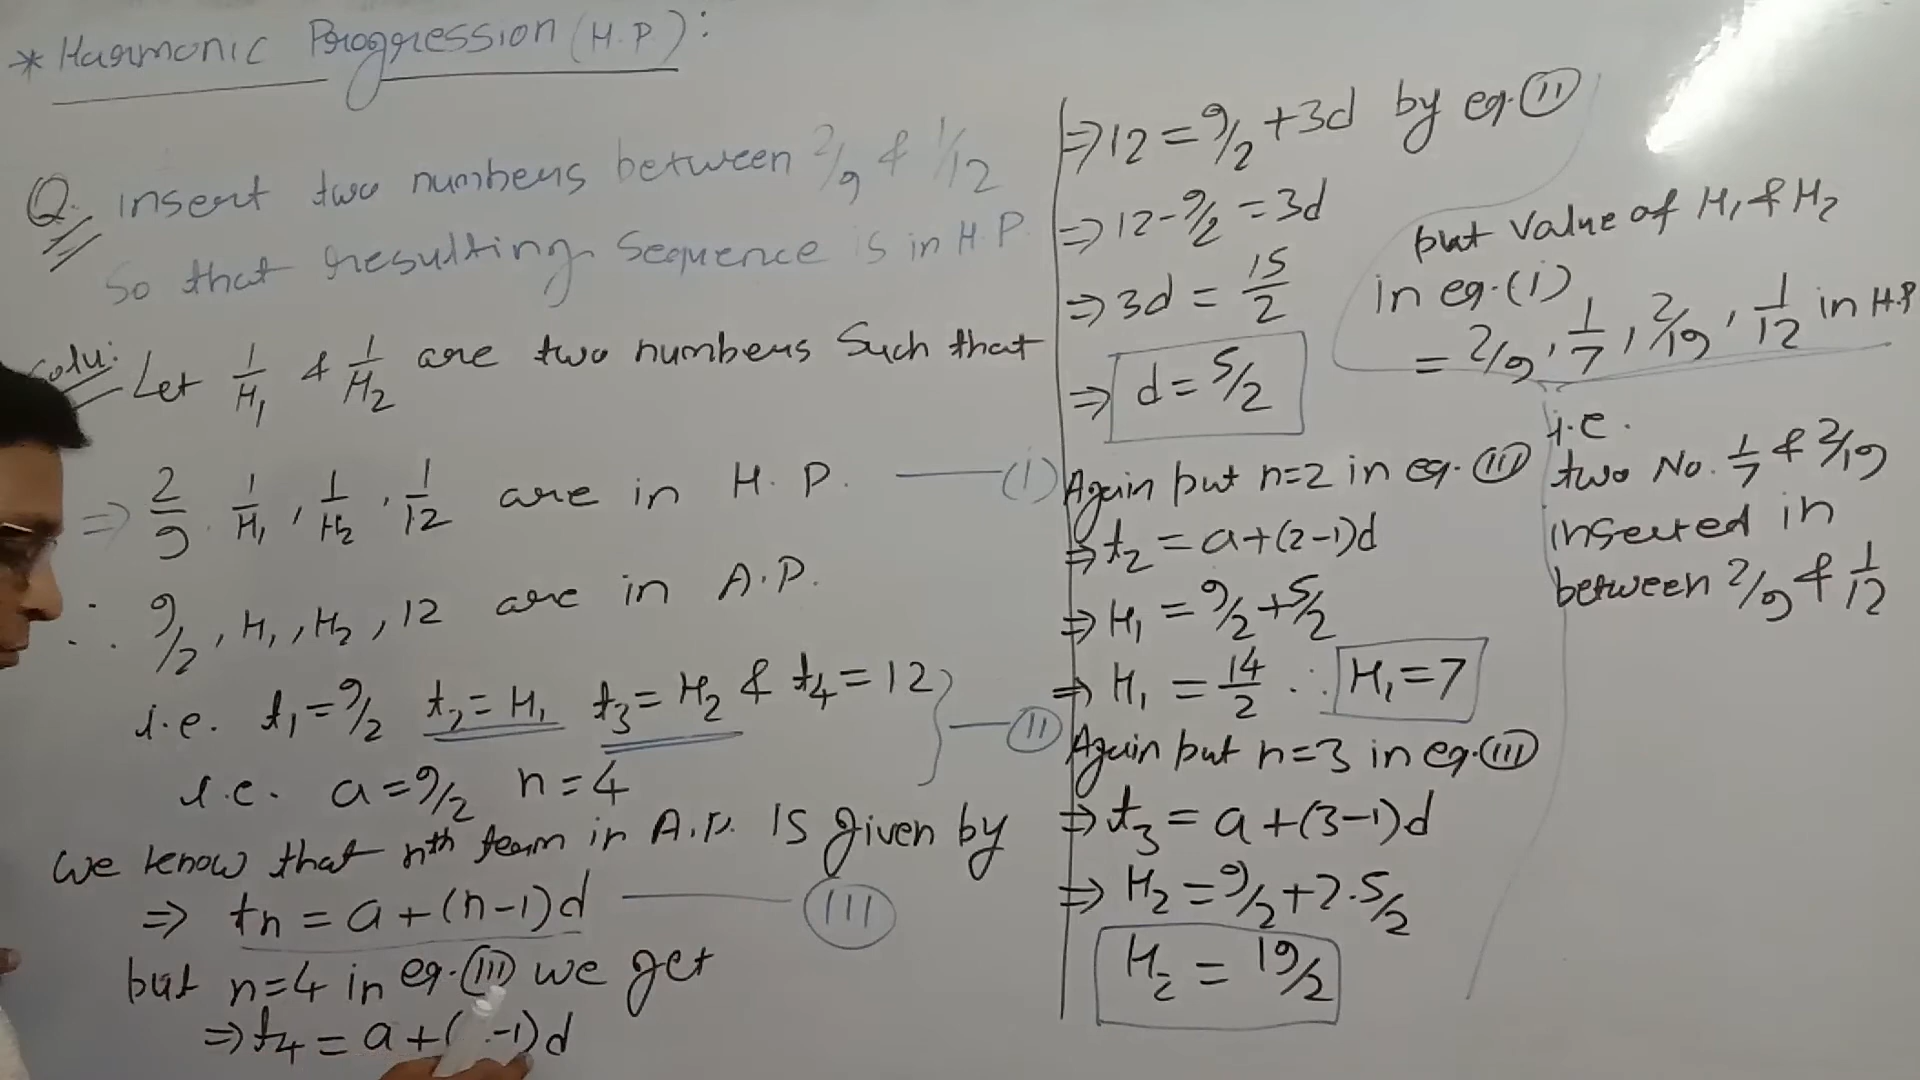 * Harmonic Progression (H.P.):
Q. insert two numbers between 2/9 & 1/12
So that resulting Sequence is in H.P.
Solu: Let 1/H₁ & 1/H₂ are two numbers Such that
⇒ 2/9, 1/H₁, 1/H₂, 1/12 are in H.P. — (i)
∴ 9/2, H₁, H₂, 12 are in A.P.
i.e. t₁ = 9/2 t₂ = H₁ t₃ = H₂ & t₄ = 12
i.e. a = 9/2 n = 4 } — (II)
we know that nth team in A.P. is given by
⇒ tn = a + (n-1)d — (III)
but n=4 in eq. (III) we get
⇒ t₄ = a + ( -1)d
⇒ 12 = 9/2 + 3d by eq. (II)
⇒ 12 - 9/2 = 3d
⇒ 3d = 15/2
⇒ d = 5/2
Again but n=2 in eq. (III)
⇒ t₂ = a + (2-1)d
⇒ H₁ = 9/2 + 5/2
⇒ H₁ = 14/2 ∴ H₁ = 7
Again but n=3 in eq. (III)
⇒ t₃ = a + (3-1)d
⇒ H₂ = 9/2 + 2.5/2
H₂ = 19/2
but value of H₁ & H₂
in eq. (i)
= 2/9, 1/7, 2/19, 1/12 in H.P
i.e.
two No. 1/7 & 2/19
inserted in
between 2/9 & 1/12